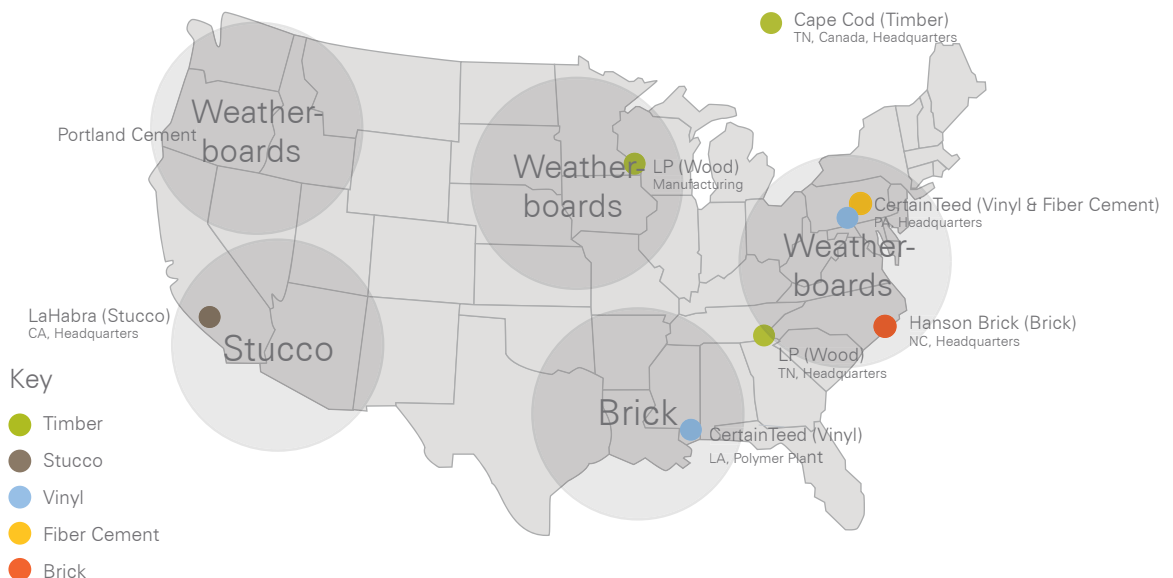 Cape Cod (Timber)
TN, Canada, Headquarters
Weather-
boards
Portland Cement
Weather-
boards
LP (Wood)
Manufacturing
CertainTeed (Vinyl & Fiber Cement)
PA, Headquarters
Weather-
boards
LaHabra (Stucco)
CA, Headquarters
Stucco
Hanson Brick (Brick)
NC, Headquarters
LP (Wood)
TN, Headquarters
Brick
CertainTeed (Vinyl)
LA, Polymer Plant
Key
Timber
Stucco
Vinyl
Fiber Cement
Brick